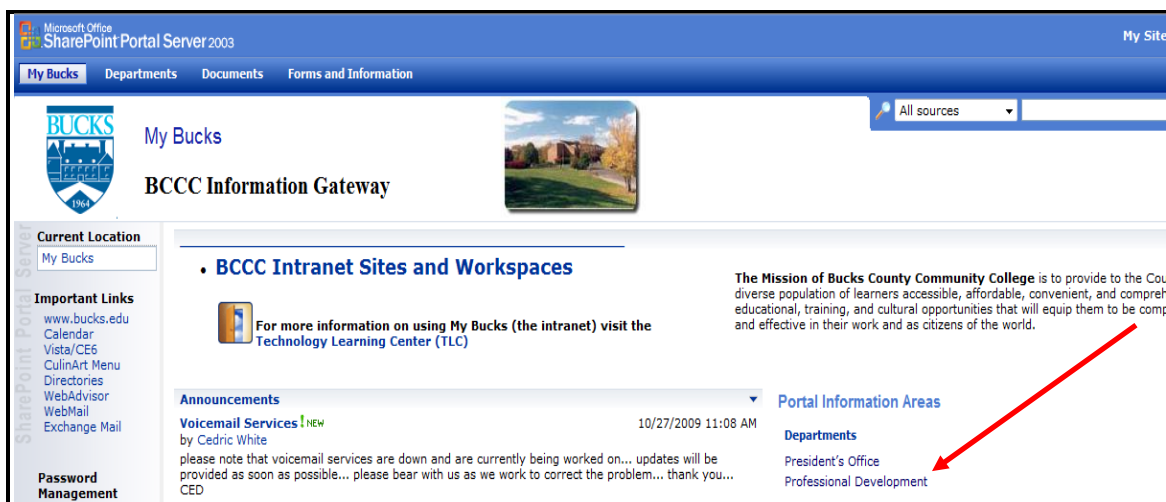 Microsoft Office
SharePoint Portal Server 2003
My Site
My Bucks Departments Documents Forms and Information
All sources
BUCKS
1964
My Bucks
BCCC Information Gateway
SharePoint Portal Server
Current Location
My Bucks
Important Links
www.bucks.edu
Calendar
Vista/CE6
CulinArt Menu
Directories
WebAdvisor
WebMail
Exchange Mail
Password
Management
• BCCC Intranet Sites and Workspaces
For more information on using My Bucks (the intranet) visit the
Technology Learning Center (TLC)
Announcements
Voicemail Services ! NEW 10/27/2009 11:08 AM
by Cedric White
please note that voicemail services are down and are currently being worked on... updates will be
provided as soon as possible... please bear with us as we work to correct the problem... thank you...
CED
The Mission of Bucks County Community College is to provide to the Cou
diverse population of learners accessible, affordable, convenient, and compreh
educational, training, and cultural opportunities that will equip them to be comp
and effective in their work and as citizens of the world.
Portal Information Areas
Departments
President's Office
Professional Development